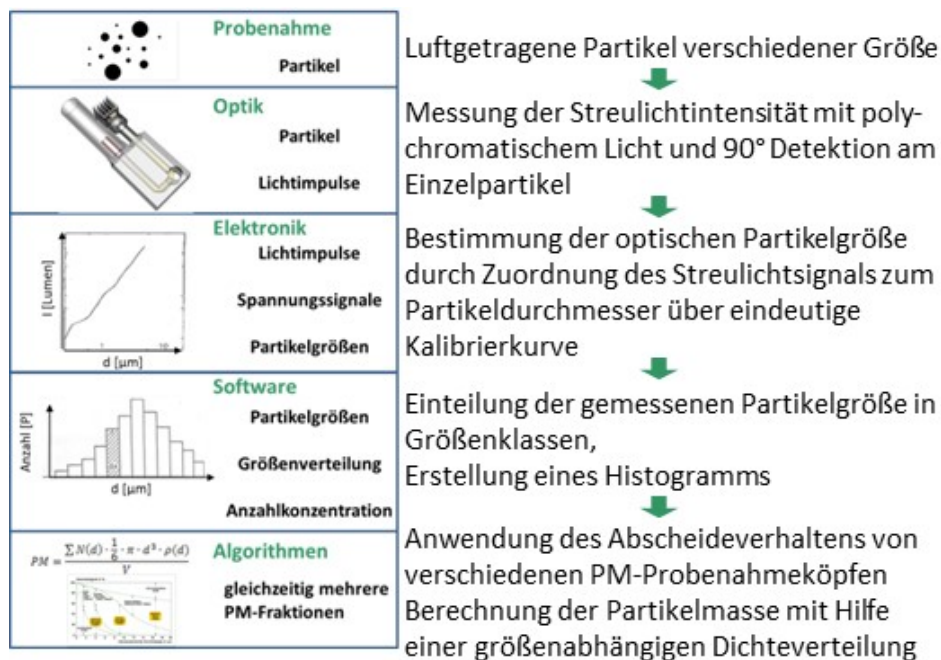 Probenahme
Partikel
Luftgetragene Partikel verschiedener Größe
Optik
Partikel
Lichtimpulse
Messung der Streulichtintensität mit poly-
chromatischem Licht und 90° Detektion am
Einzelpartikel
Elektronik
Lichtimpulse
Spannungssignale
Partikelgrößen
I [Lumen]
1
10
d [µm]
Bestimmung der optischen Partikelgröße
durch Zuordnung des Streulichtsignals zum
Partikeldurchmesser über eindeutige
Kalibrierkurve
Software
Partikelgrößen
Größenverteilung
Anzahlkonzentration
Anzahl [P]
d [µm]
Einteilung der gemessenen Partikelgröße in
Größenklassen,
Erstellung eines Histogramms
Algorithmen
gleichzeitig mehrere
PM-Fraktionen
PM = ∑ N(d) · 1/6 · π · d³ · ρ(d) / V
Anwendung des Abscheideverhaltens von
verschiedenen PM-Probenahmeköpfen
Berechnung der Partikelmasse mit Hilfe
einer größenabhängigen Dichteverteilung